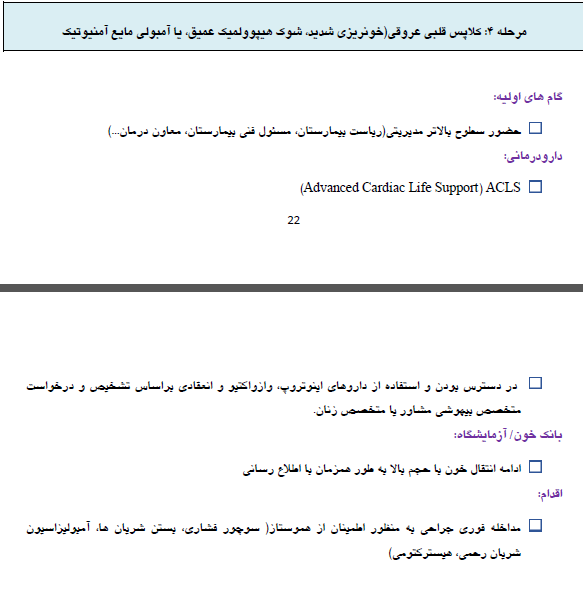 مرحله ۴: کلاپس قلبی عروقی(خونریزی شدید، شوک هیپوولمیک عمیق، یا آمبولی مایع آمنیوتیک
گام های اولیه:
حضور سطوح بالاتر مدیریتی(ریاست بیمارستان، مسئول فنی بیمارستان، معاون درمان...)
دارودرمانی:
(Advanced Cardiac Life Support) ACLS
22
در دسترس بودن و استفاده از داروهای اینوتروپ، وازواکتیو و انعقادی براساس تشخیص و درخواست
متخصص بیهوشی مشاور یا متخصص زنان.
بانک خون/ آزمایشگاه:
ادامه انتقال خون با حجم بالا به طور همزمان با اطلاع رسانی
اقدام:
مداخله فوری جراحی به منظور اطمینان از هموستاز( سوچور فشاری، بستن شریان ها، آمبولیزاسیون
شریان رحمی، هیسترکتومی)